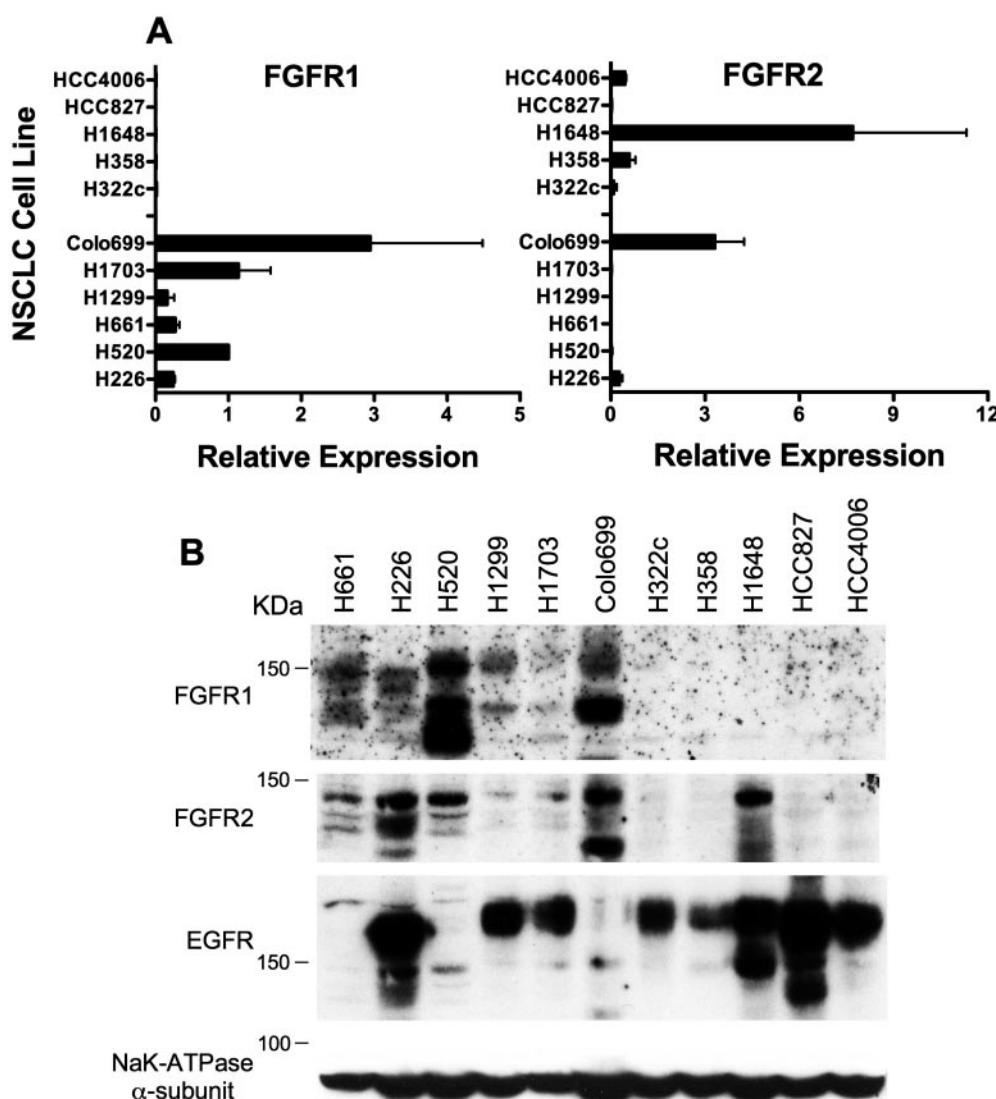 A
FGFR1
FGFR2
NSCLC Cell Line
HCC4006
HCC827
H1648
H358
H322c
Colo699
H1703
H1299
H661
H520
H226
0 1 2 3 4 5
Relative Expression
HCC4006
HCC827
H1648
H358
H322c
Colo699
H1703
H1299
H661
H520
H226
0 3 6 9 12
Relative Expression
B
KDa
H661 H226 H520 H1299 H1703 Colo699 H322c H358 H1648 HCC827 HCC4006
150
FGFR1
150
FGFR2
EGFR
150
100
NaK-ATPase
α-subunit